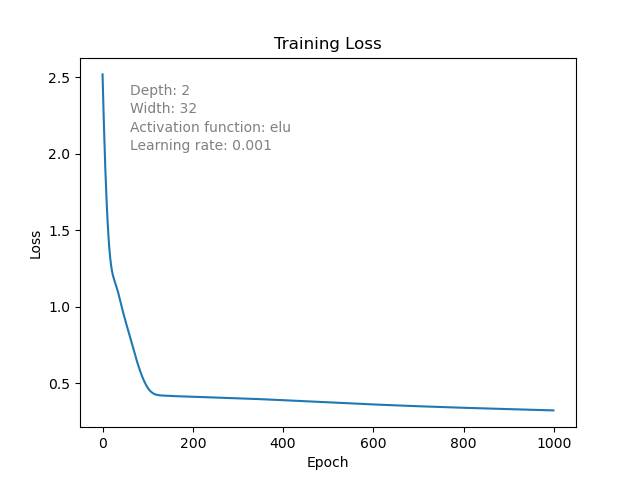 Training Loss
Depth: 2
Width: 32
Activation function: elu
Learning rate: 0.001
2.5
2.0
1.5
1.0
0.5
Loss
0 200 400 600 800 1000
Epoch